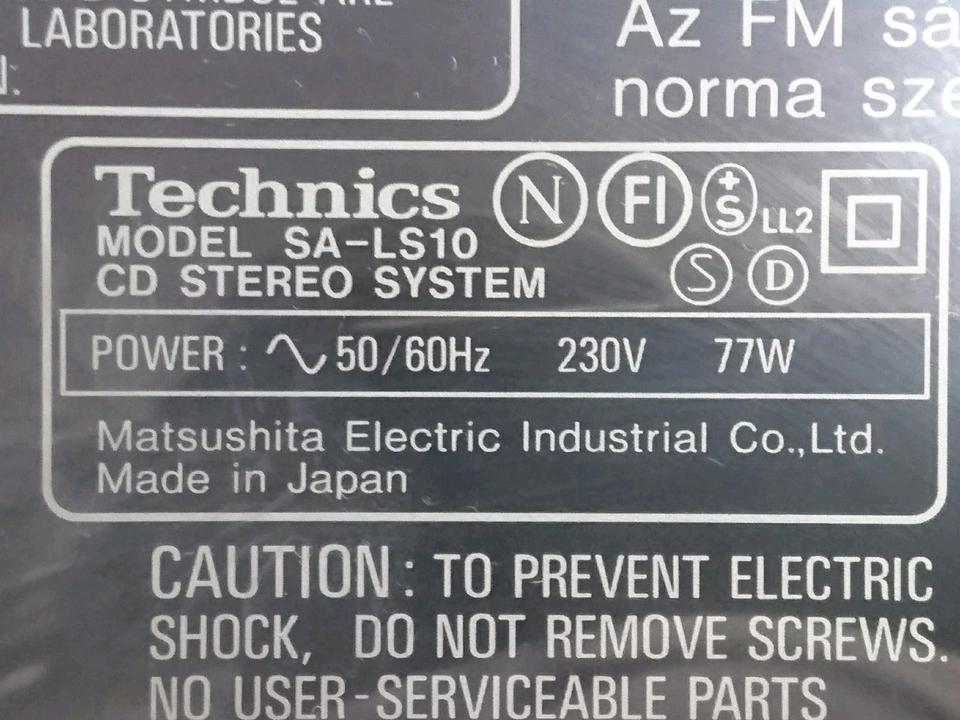 LABORATORIES
Az FM
norma
Technics N FI +S LL2
MODEL SA-LS10
S D
CD STEREO SYSTEM
POWER : ∿ 50/60Hz 230V 77W
Matsushita Electric Industrial Co.,Ltd.
Made in Japan
CAUTION: TO PREVENT ELECTRIC
SHOCK, DO NOT REMOVE SCREWS.
NO USER-SERVICEABLE PARTS